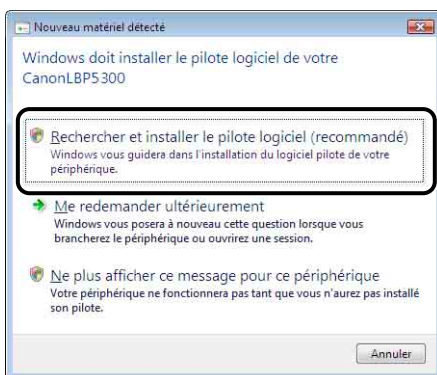 Nouveau matériel détecté
Windows doit installer le pilote logiciel de votre
CanonLBP5300
Rechercher et installer le pilote logiciel (recommandé)
Windows vous guidera dans l'installation du logiciel pilote de votre
périphérique.
Me redemander ultérieurement
Windows vous posera à nouveau cette question lorsque vous
brancherez le périphérique ou ouvrirez une session.
Ne plus afficher ce message pour ce périphérique
Votre périphérique ne fonctionnera pas tant que vous n'aurez pas installé
son pilote.
Annuler